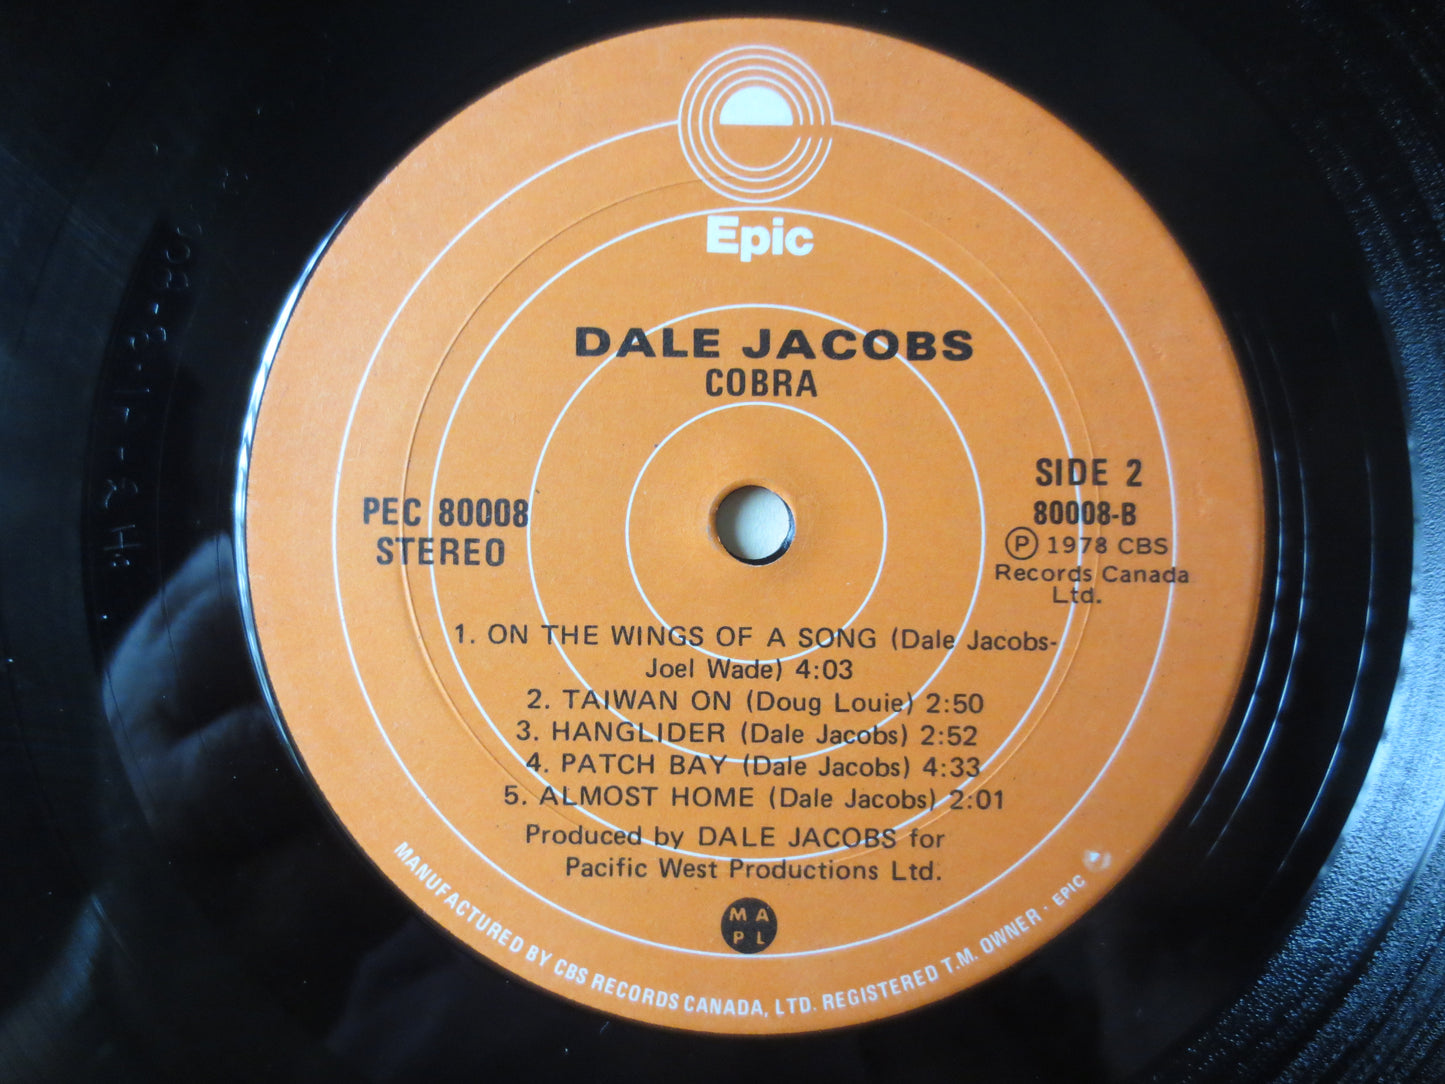 Epic
DALE JACOBS
COBRA
SIDE 2
PEC 80008
80008-B
STEREO
Ⓟ 1978 CBS
Records Canada
Ltd.
1. ON THE WINGS OF A SONG (Dale Jacobs-
Joel Wade) 4:03
2. TAIWAN ON (Doug Louie) 2:50
3. HANGLIDER (Dale Jacobs) 2:52
4. PATCH BAY (Dale Jacobs) 4:33
5. ALMOST HOME (Dale Jacobs) 2:01
Produced by DALE JACOBS for
Pacific West Productions Ltd.
M A
P L
MANUFACTURED BY CBS RECORDS CANADA, LTD. REGISTERED T.M. OWNER · EPIC